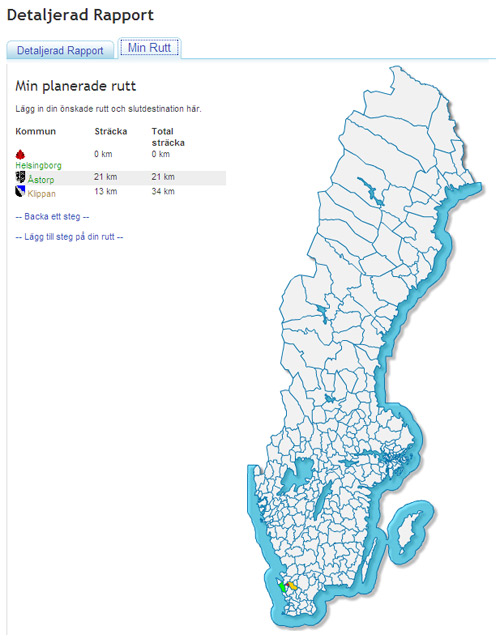 Detaljerad Rapport
Detaljerad Rapport Min Rutt
Min planerade rutt
Lägg in din önskade rutt och slutdestination här.
Kommun Sträcka Total sträcka
Helsingborg 0 km 0 km
Åstorp 21 km 21 km
Klippan 13 km 34 km
-- Backa ett steg --
-- Lägg till steg på din rutt --